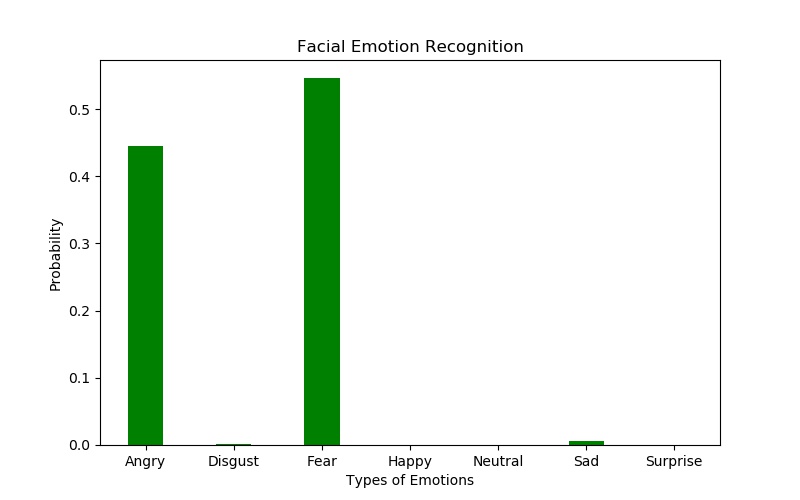 Facial Emotion Recognition
0.5
0.4
0.3
0.2
0.1
0.0
Probability
Angry Disgust Fear Happy Neutral Sad Surprise
Types of Emotions